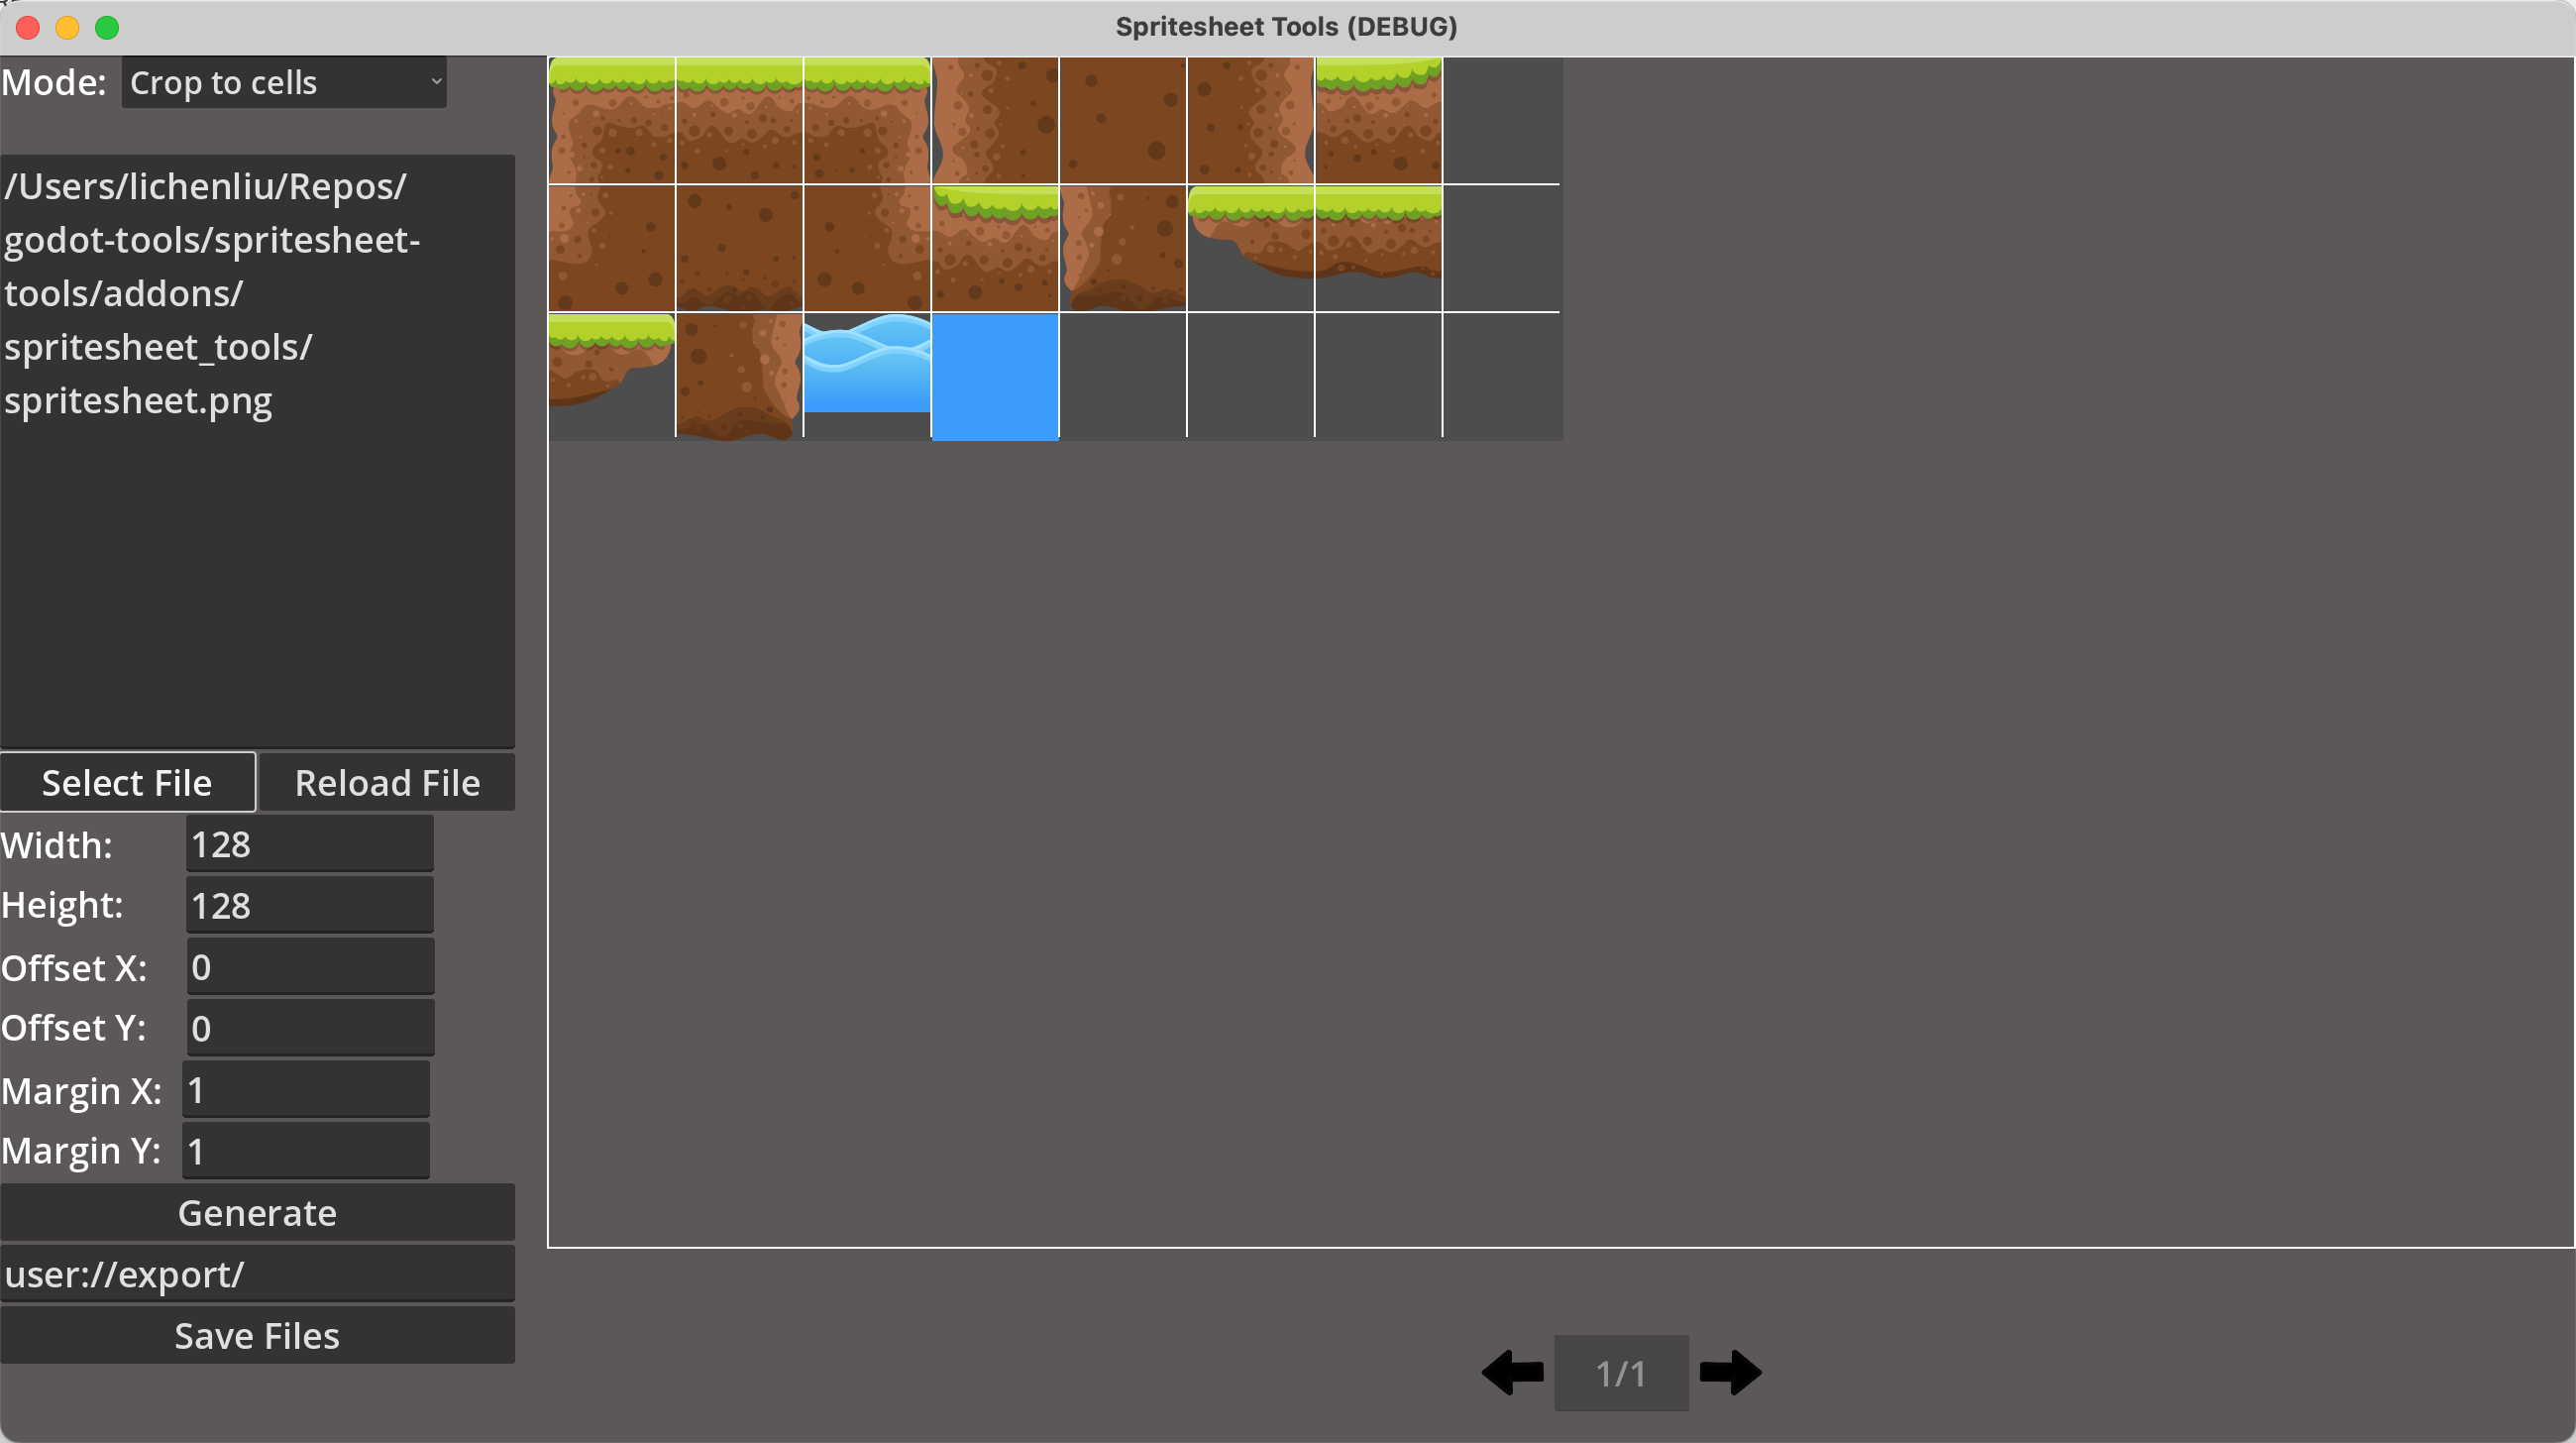 Spritesheet Tools (DEBUG)
Mode: Crop to cells
/Users/lichenliu/Repos/
godot-tools/spritesheet-
tools/addons/
spritesheet_tools/
spritesheet.png
Select File Reload File
Width: 128
Height: 128
Offset X: 0
Offset Y: 0
Margin X: 1
Margin Y: 1
Generate
user://export/
Save Files
1/1